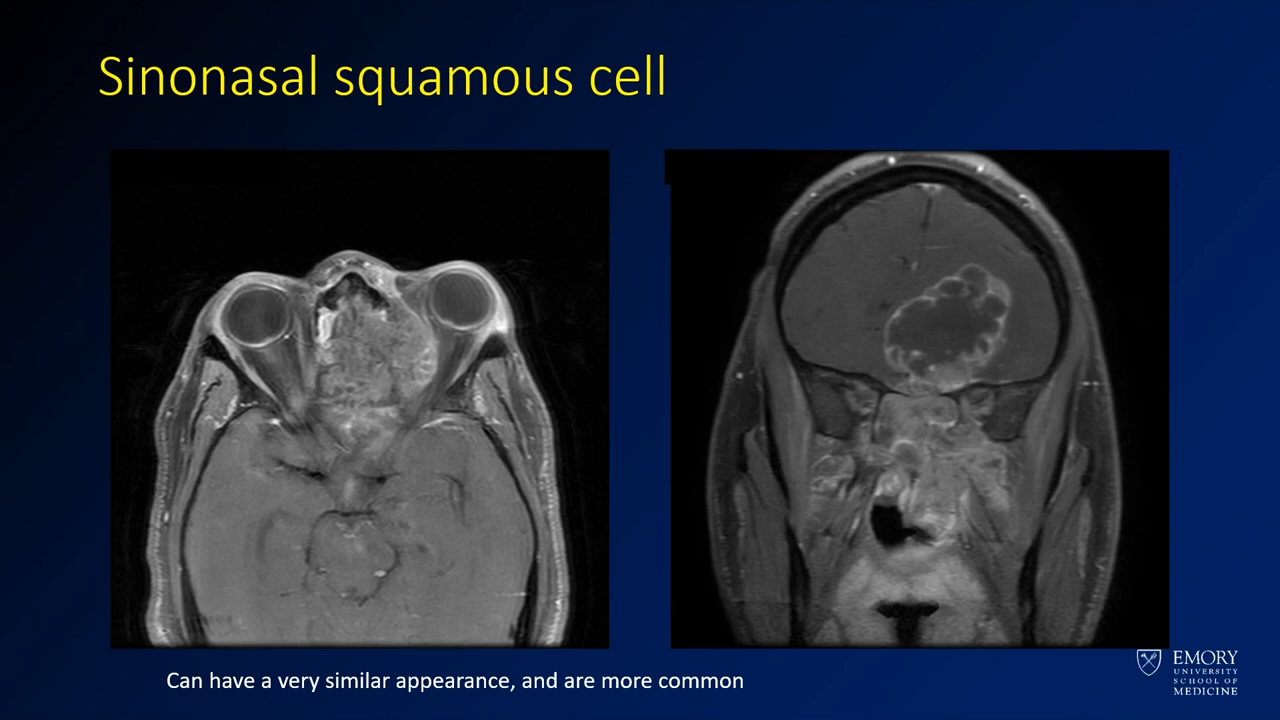 Sinonasal squamous cell
Can have a very similar appearance, and are more common
EMORY
UNIVERSITY
SCHOOL OF
MEDICINE